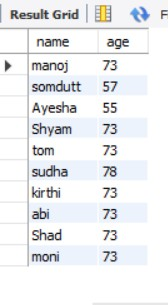 Result Grid F
name age
manoj 73
somdutt 57
Ayesha 55
Shyam 73
tom 73
sudha 78
kirthi 73
abi 73
Shad 73
moni 73